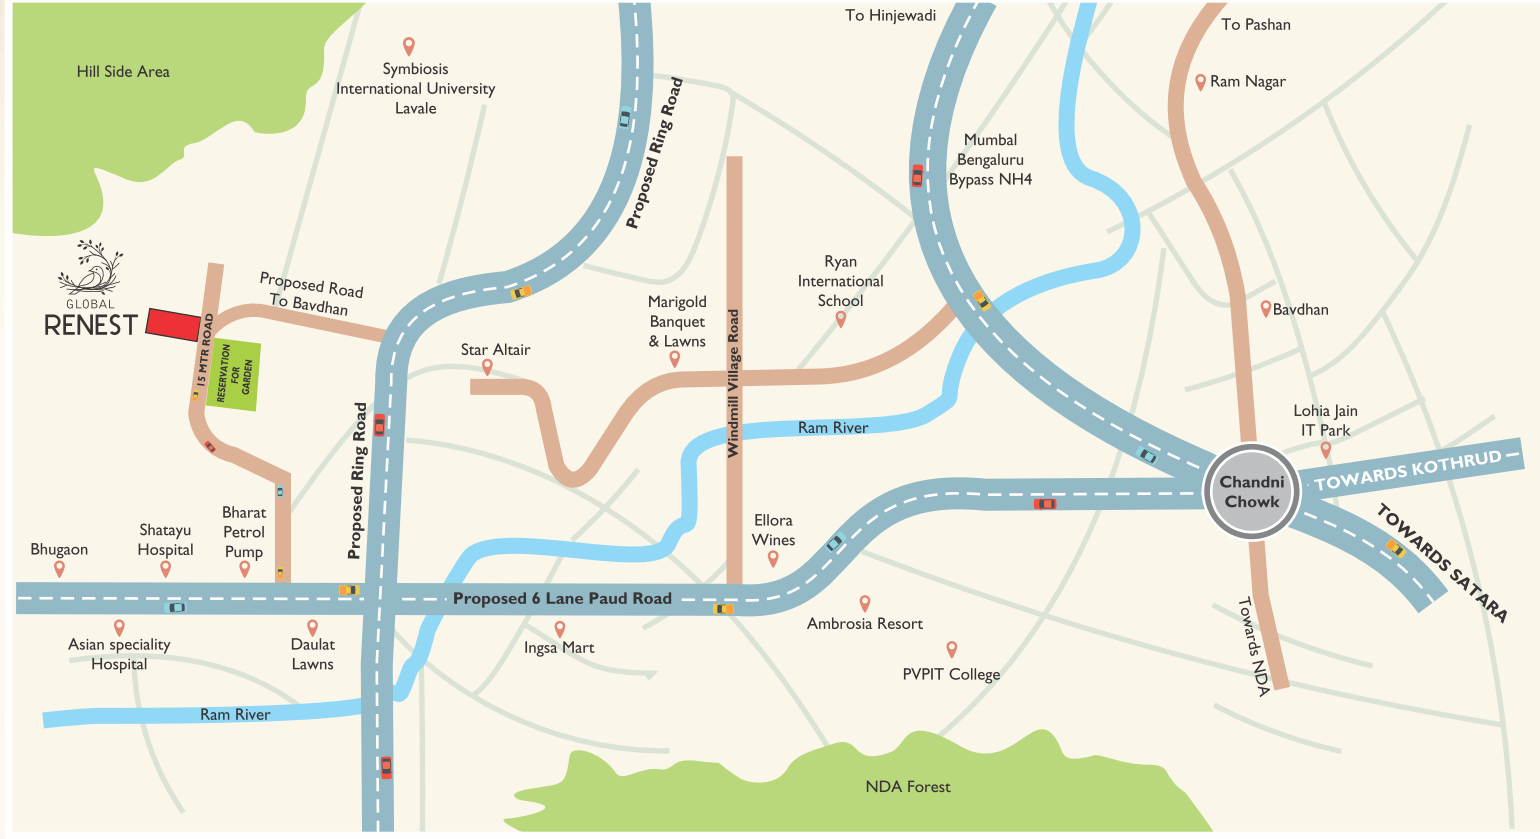 To Hinjewadi
To Pashan
Hill Side Area
Symbiosis
International University
Lavale
Ram Nagar
Proposed Ring Road
Mumbal
Bengaluru
Bypass NH4
GLOBAL
RENEST
Proposed Road
To Bavdhan
15 MTR ROAD
RESERVATION
FOR
GARDEN
Ryan
International
School
Marigold
Banquet
& Lawns
Star Altair
Windmill Village Road
Bavdhan
Proposed Ring Road
Ram River
Lohia Jain
IT Park
TOWARDS KOTHRUD
Chandni
Chowk
TOWARDS SATARA
Bhugaon
Shatayu
Hospital
Bharat
Petrol
Pump
Ellora
Wines
Proposed 6 Lane Paud Road
Asian speciality
Hospital
Daulat
Lawns
Ingsa Mart
Ambrosia Resort
PVPIT College
Towards NDA
Ram River
NDA Forest